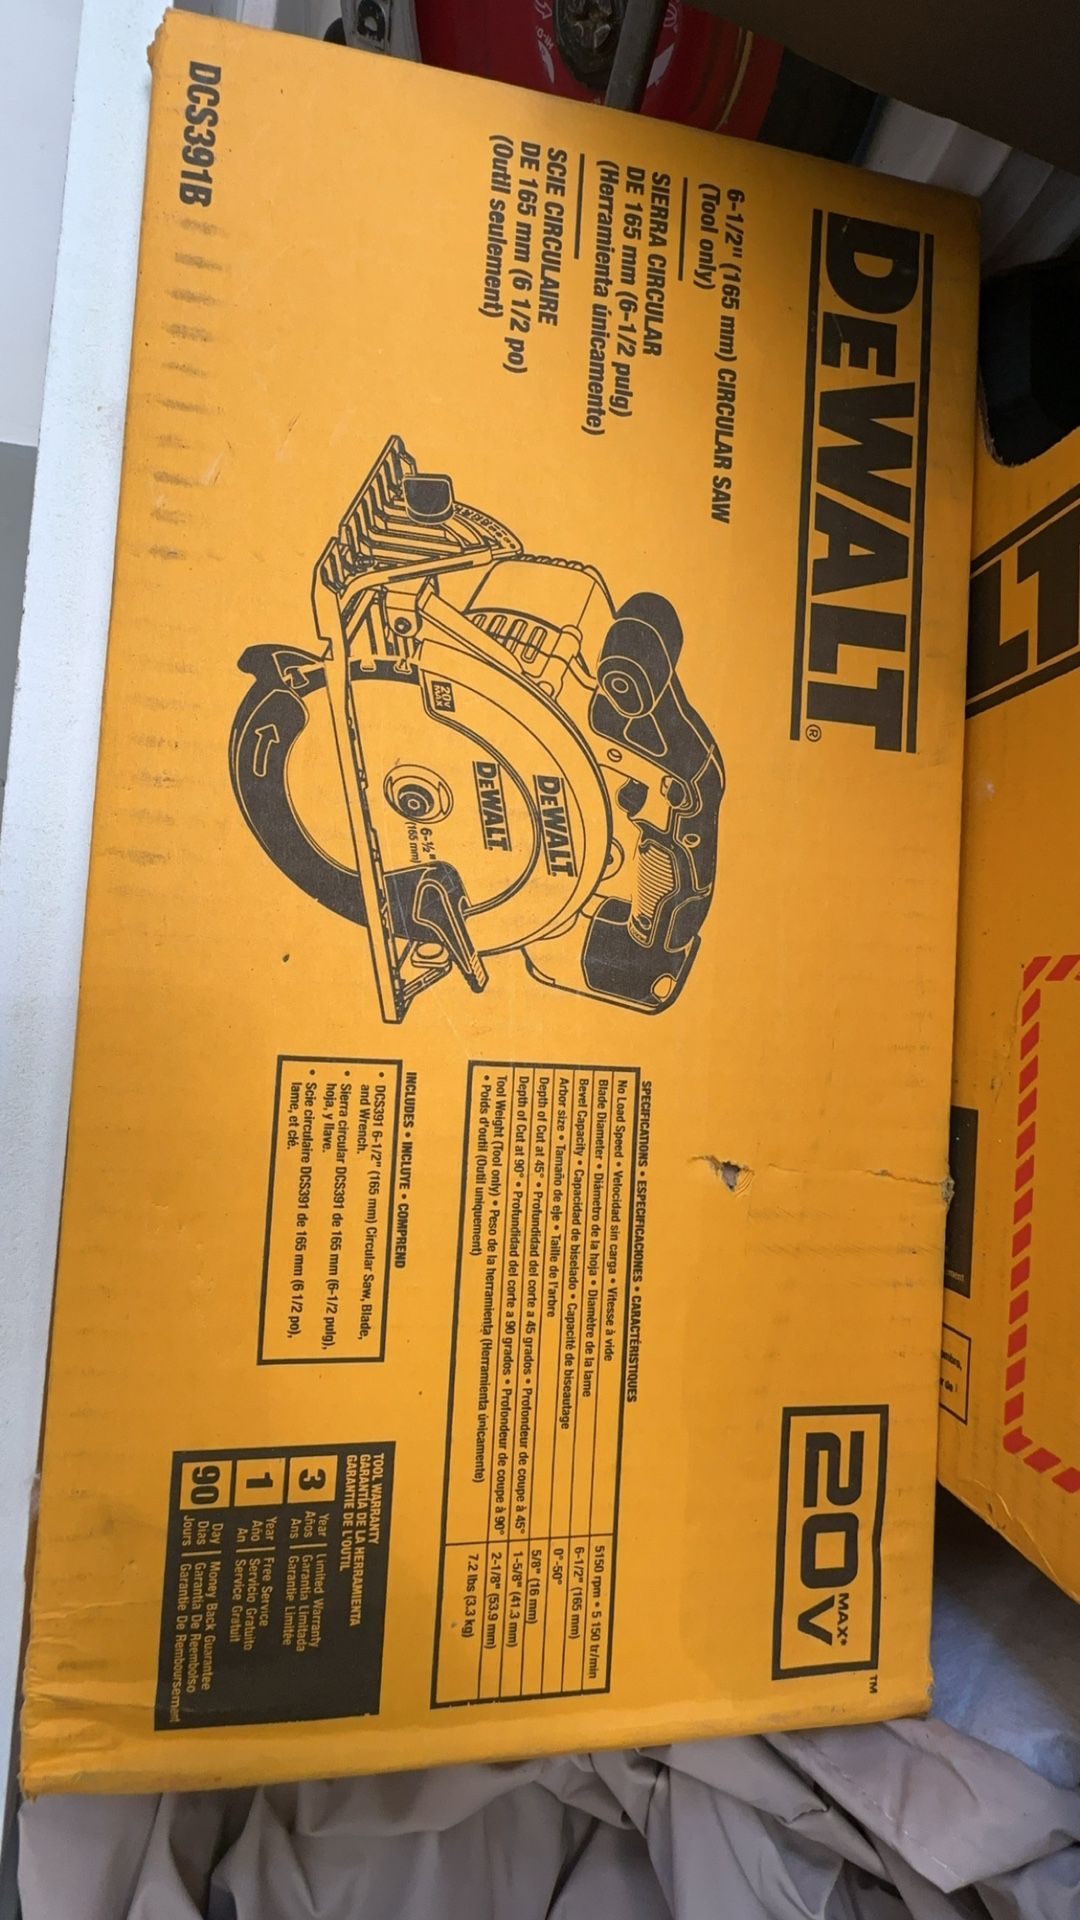 DEWALT®
6-1/2" (165 mm) CIRCULAR SAW
(Tool only)
SIERRA CIRCULAR
DE 165 mm (6-1/2 pulg)
(Herramienta únicamente)
SCIE CIRCULAIRE
DE 165 mm (6 1/2 po)
(Outil seulement)
DCS391B
20V MAX
DEWALT
DEWALT
6-½"
(165 mm)
20V MAX* TM
SPECIFICATIONS • ESPECIFICACIONES • CARACTÉRISTIQUES
No Load Speed • Velocidad sin carga • Vitesse à vide 5150 rpm • 5 150 tr/min
Blade Diameter • Diámetro de la hoja • Diamètre de la lame 6-1/2" (165 mm)
Bevel Capacity • Capacidad de biselado • Capacité de biseautage 0°-50°
Arbor size • Tamaño de eje • Taille de l'arbre 5/8" (16 mm)
Depth of Cut at 45° • Profundidad del corte a 45 grados • Profondeur de coupe à 45° 1-5/8" (41.3 mm)
Depth of Cut at 90° • Profundidad del corte a 90 grados • Profondeur de coupe à 90° 2-1/8" (53.9 mm)
Tool Weight (Tool only) • Peso de la herramienta (Herramienta únicamente) 7.2 lbs (3.3 kg)
• Poids d'outil (Outil uniquement)
INCLUDES • INCLUYE • COMPREND
• DCS391 6-1/2" (165 mm) Circular Saw, Blade,
and Wrench.
• Sierra circular DCS391 de 165 mm (6-1/2 pulg),
hoja, y llave.
• Scie circulaire DCS391 de 165 mm (6 1/2 po),
lame, et clé.
TOOL WARRANTY
GARANTÍA DE LA HERRAMIENTA
GARANTIE DE L'OUTIL
3 Year Limited Warranty
Años Garantía Limitada
Ans Garantie Limitée
1 Year Free Service
Año Servicio Gratuito
An Service Gratuit
90 Day Money Back Guarantee
Dias Garantía De Reembolso
Jours Garantie De Remboursement
LT